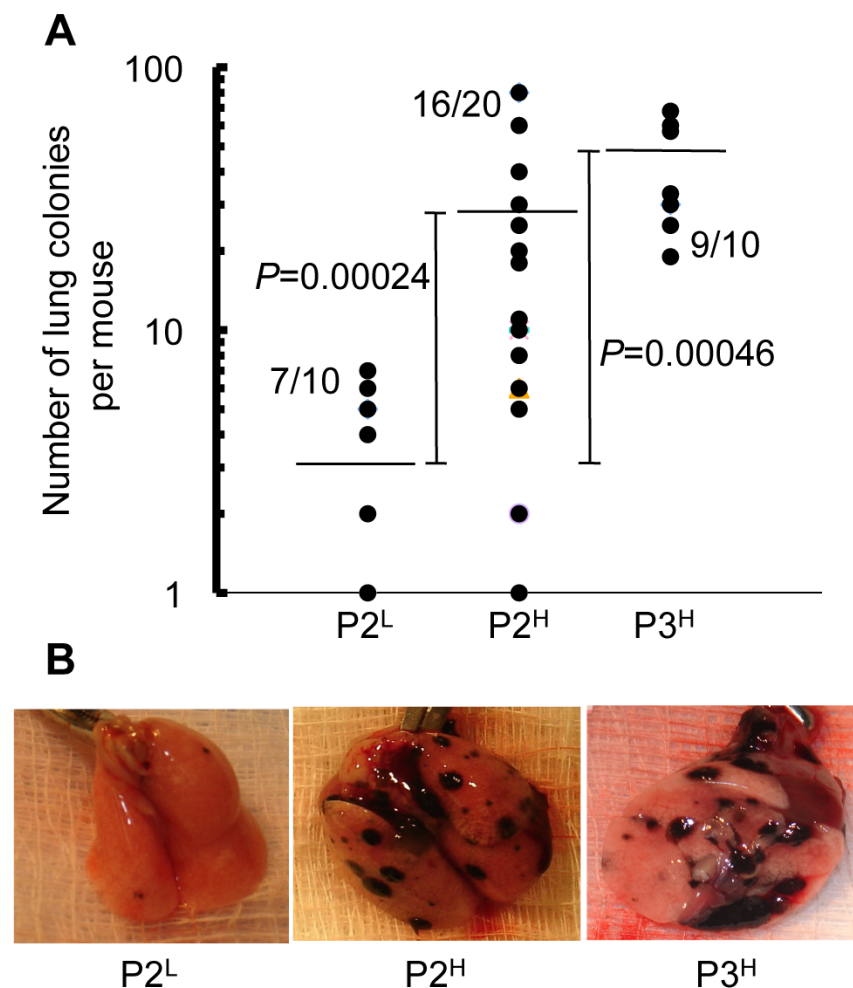 A
Number of lung colonies
per mouse
100
10
1
7/10
16/20
9/10
P=0.00024
P=0.00046
P2ᴸ
P2ᴴ
P3ᴴ
B
P2ᴸ
P2ᴴ
P3ᴴ